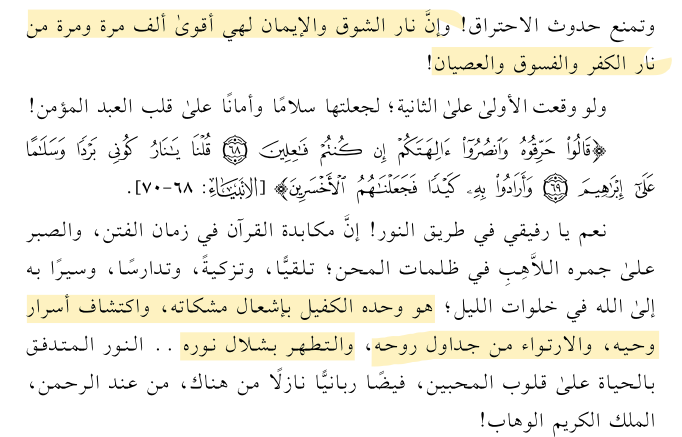 وتمنع حدوث الاحتراق! وإنَّ نار الشوق والإيمان لهي أقوىٰ ألف مرة ومرة من
نار الكفر والفسوق والعصيان!
ولو وقعت الأولىٰ علىٰ الثانية؛ لجعلتها سلامًا وأمانًا علىٰ قلب العبد المؤمن!
﴿قَالُوا۟ حَرِّقُوهُ وَٱنصُرُوٓا۟ ءَالِهَتَكُمْ إِن كُنتُمْ فَـٰعِلِينَ ۝٦٨ قُلْنَا يَـٰنَارُ كُونِى بَرْدًا وَسَلَـٰمًا
عَلَىٰٓ إِبْرَٰهِيمَ ۝٦٩ وَأَرَادُوا۟ بِهِۦ كَيْدًا فَجَعَلْنَـٰهُمُ ٱلْأَخْسَرِينَ﴾ [الأنبيَاء: ٦٨-٧٠].
نعم يا رفيقي في طريق النور! إنَّ مكابدة القرآن في زمان الفتن، والصبر
علىٰ جمره اللاَّهِبِ في ظلمات المحن؛ تلقيًّا، وتزكيةً، وتدارسًا، وسيرًا به
إلىٰ الله في خلوات الليل؛ هو وحده الكفيل بإشعال مشكاته، واكتشاف أسرار
وحيه، والارتواء من جداول روحه، والتطهر بشلال نوره .. النور المتدفق
بالحياة علىٰ قلوب المحبين، فيضًا ربانيًّا نازلًا من هناك، من عند الرحمن،
الملك الكريم الوهاب!